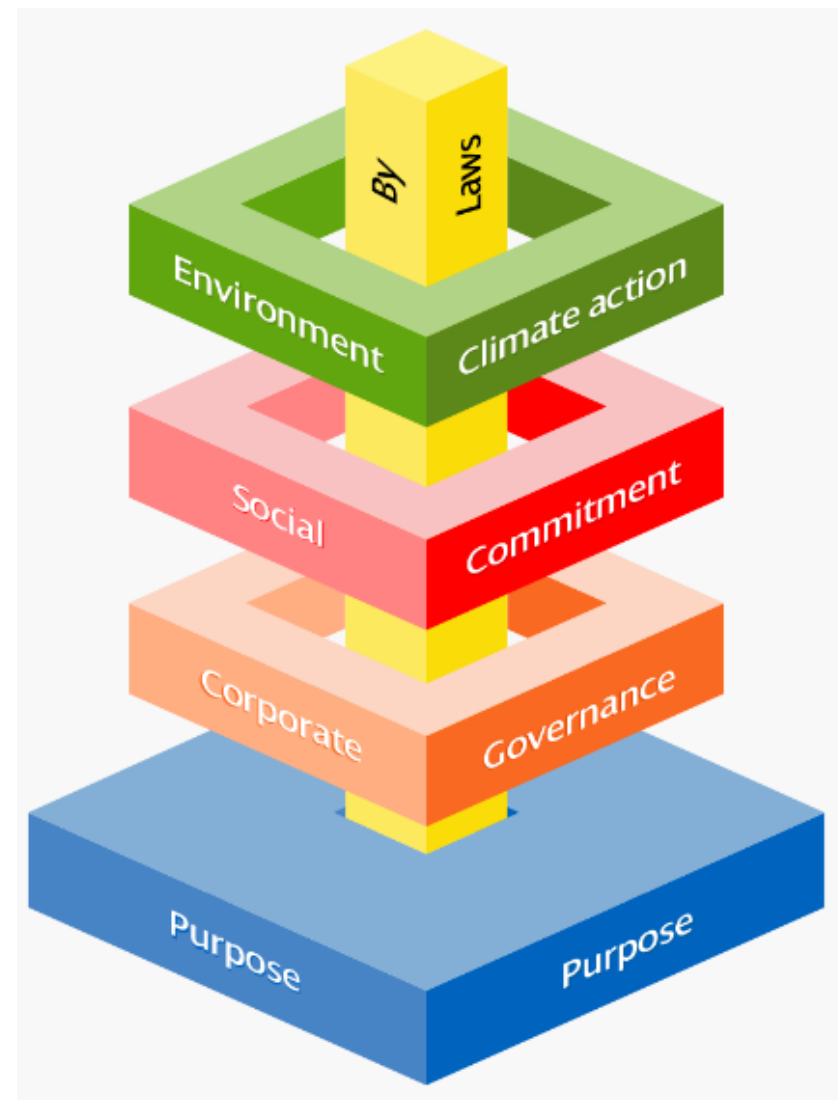 By Laws
Environment Climate action
Social Commitment
Corporate Governance
Purpose Purpose